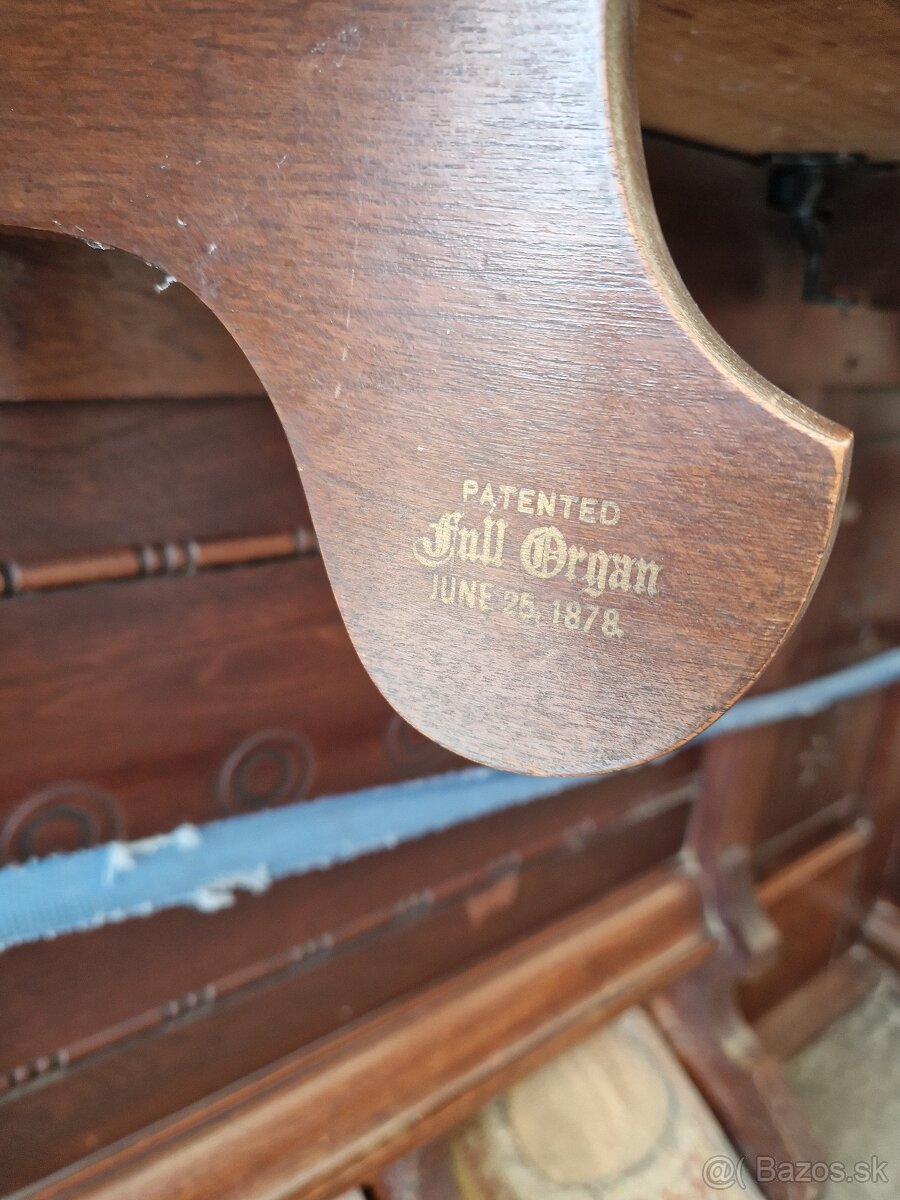 PATENTED
Full Organ
JUNE 25, 1878.
@( Bazos.sk